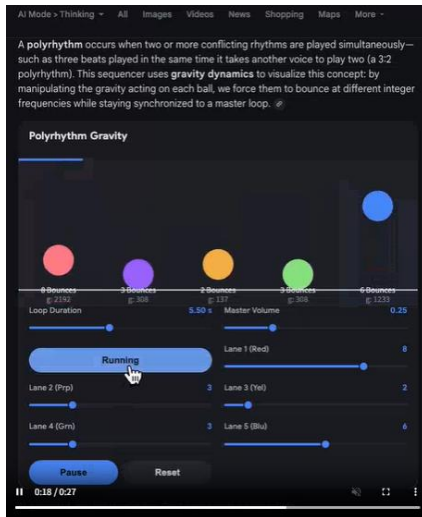 AI Mode > Thinking All Images Videos News Shopping Maps More
A polyrhythm occurs when two or more conflicting rhythms are played simultaneously—
such as three beats played in the same time it takes another voice to play two (a 3:2
polyrhythm). This sequencer uses gravity dynamics to visualize this concept: by
manipulating the gravity acting on each ball, we force them to bounce at different integer
frequencies while staying synchronized to a master loop.
Polyrhythm Gravity
8 Bounces 3 Bounces 2 Bounces 3 Bounces 6 Bounces
g: 2192 g: 308 g: 137 g: 308 g: 1233
Loop Duration 5.50 s Master Volume 0.25
Running
Lane 1 (Red) 8
Lane 2 (Prp) 3 Lane 3 (Yel) 2
Lane 4 (Grn) 3 Lane 5 (Blu) 6
Pause Reset
0:18 / 0:27